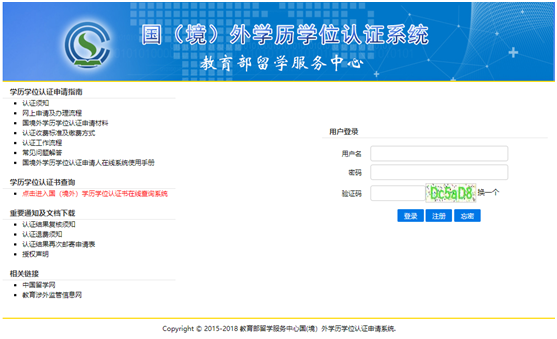 国（境）外学历学位认证系统
教育部留学服务中心
学历学位认证申请指南
认证须知
网上申请及办理流程
国境外学历学位认证申请材料
认证收费标准及缴费方式
认证工作流程
常见问题解答
国境外学历学位认证申请人在线系统使用手册
学历学位认证书查询
点击进入国（境外）学历学位认证书在线查询系统
重要通知及文档下载
认证结果复核须知
认证退费须知
认证结果再次邮寄申请表
授权声明
相关链接
中国留学网
教育涉外监管信息网
用户登录
用户名
密码
验证码 Dc5aD8 换一个
登录 注册 忘密
Copyright © 2015-2018 教育部留学服务中心国(境）外学历学位认证申请系统.